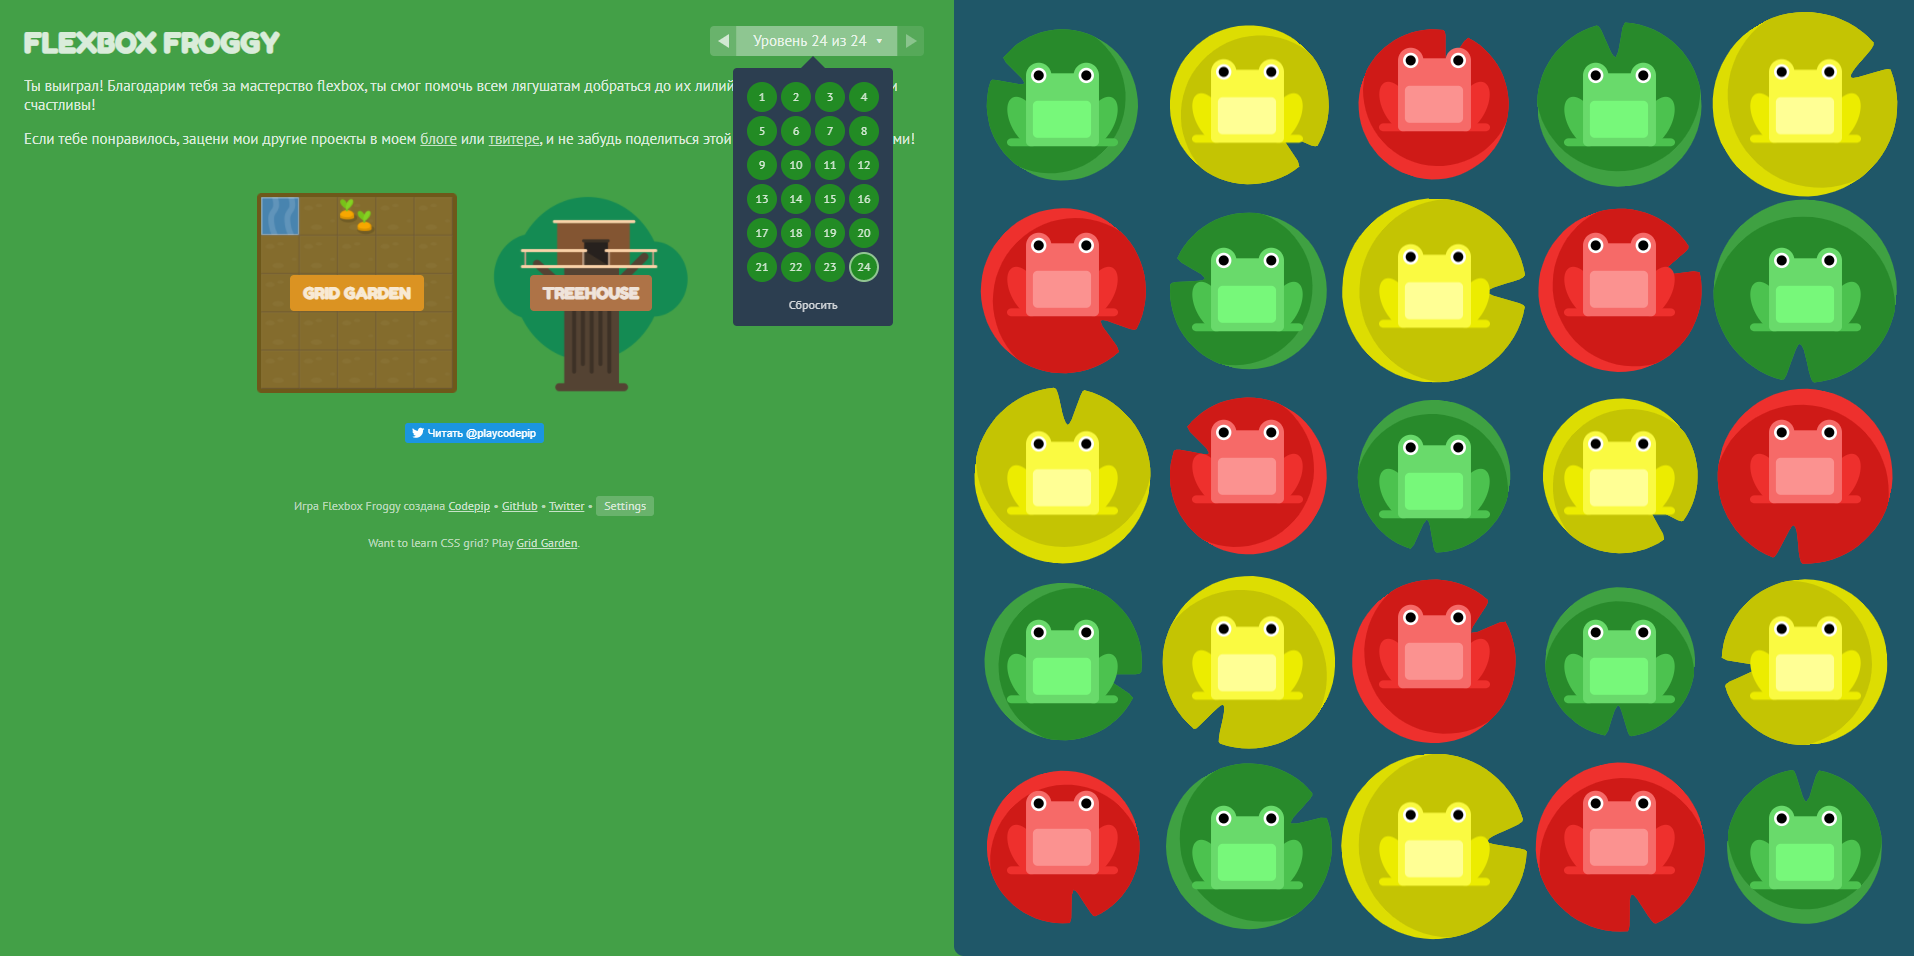 FLEXBOX FROGGY
Уровень 24 из 24
Ты выиграл! Благодарим тебя за мастерство flexbox, ты смог помочь всем лягушатам добраться до их лилий
счастливы!
Если тебе понравилось, зацени мои другие проекты в моем блоге или твитере, и не забудь поделиться этой
1 2 3 4
5 6 7 8
9 10 11 12
13 14 15 16
17 18 19 20
21 22 23 24
Сбросить
GRID GARDEN
TREEHOUSE
Читать @playcodepip
Игра Flexbox Froggy создана Codepip • GitHub • Twitter • Settings
Want to learn CSS grid? Play Grid Garden.